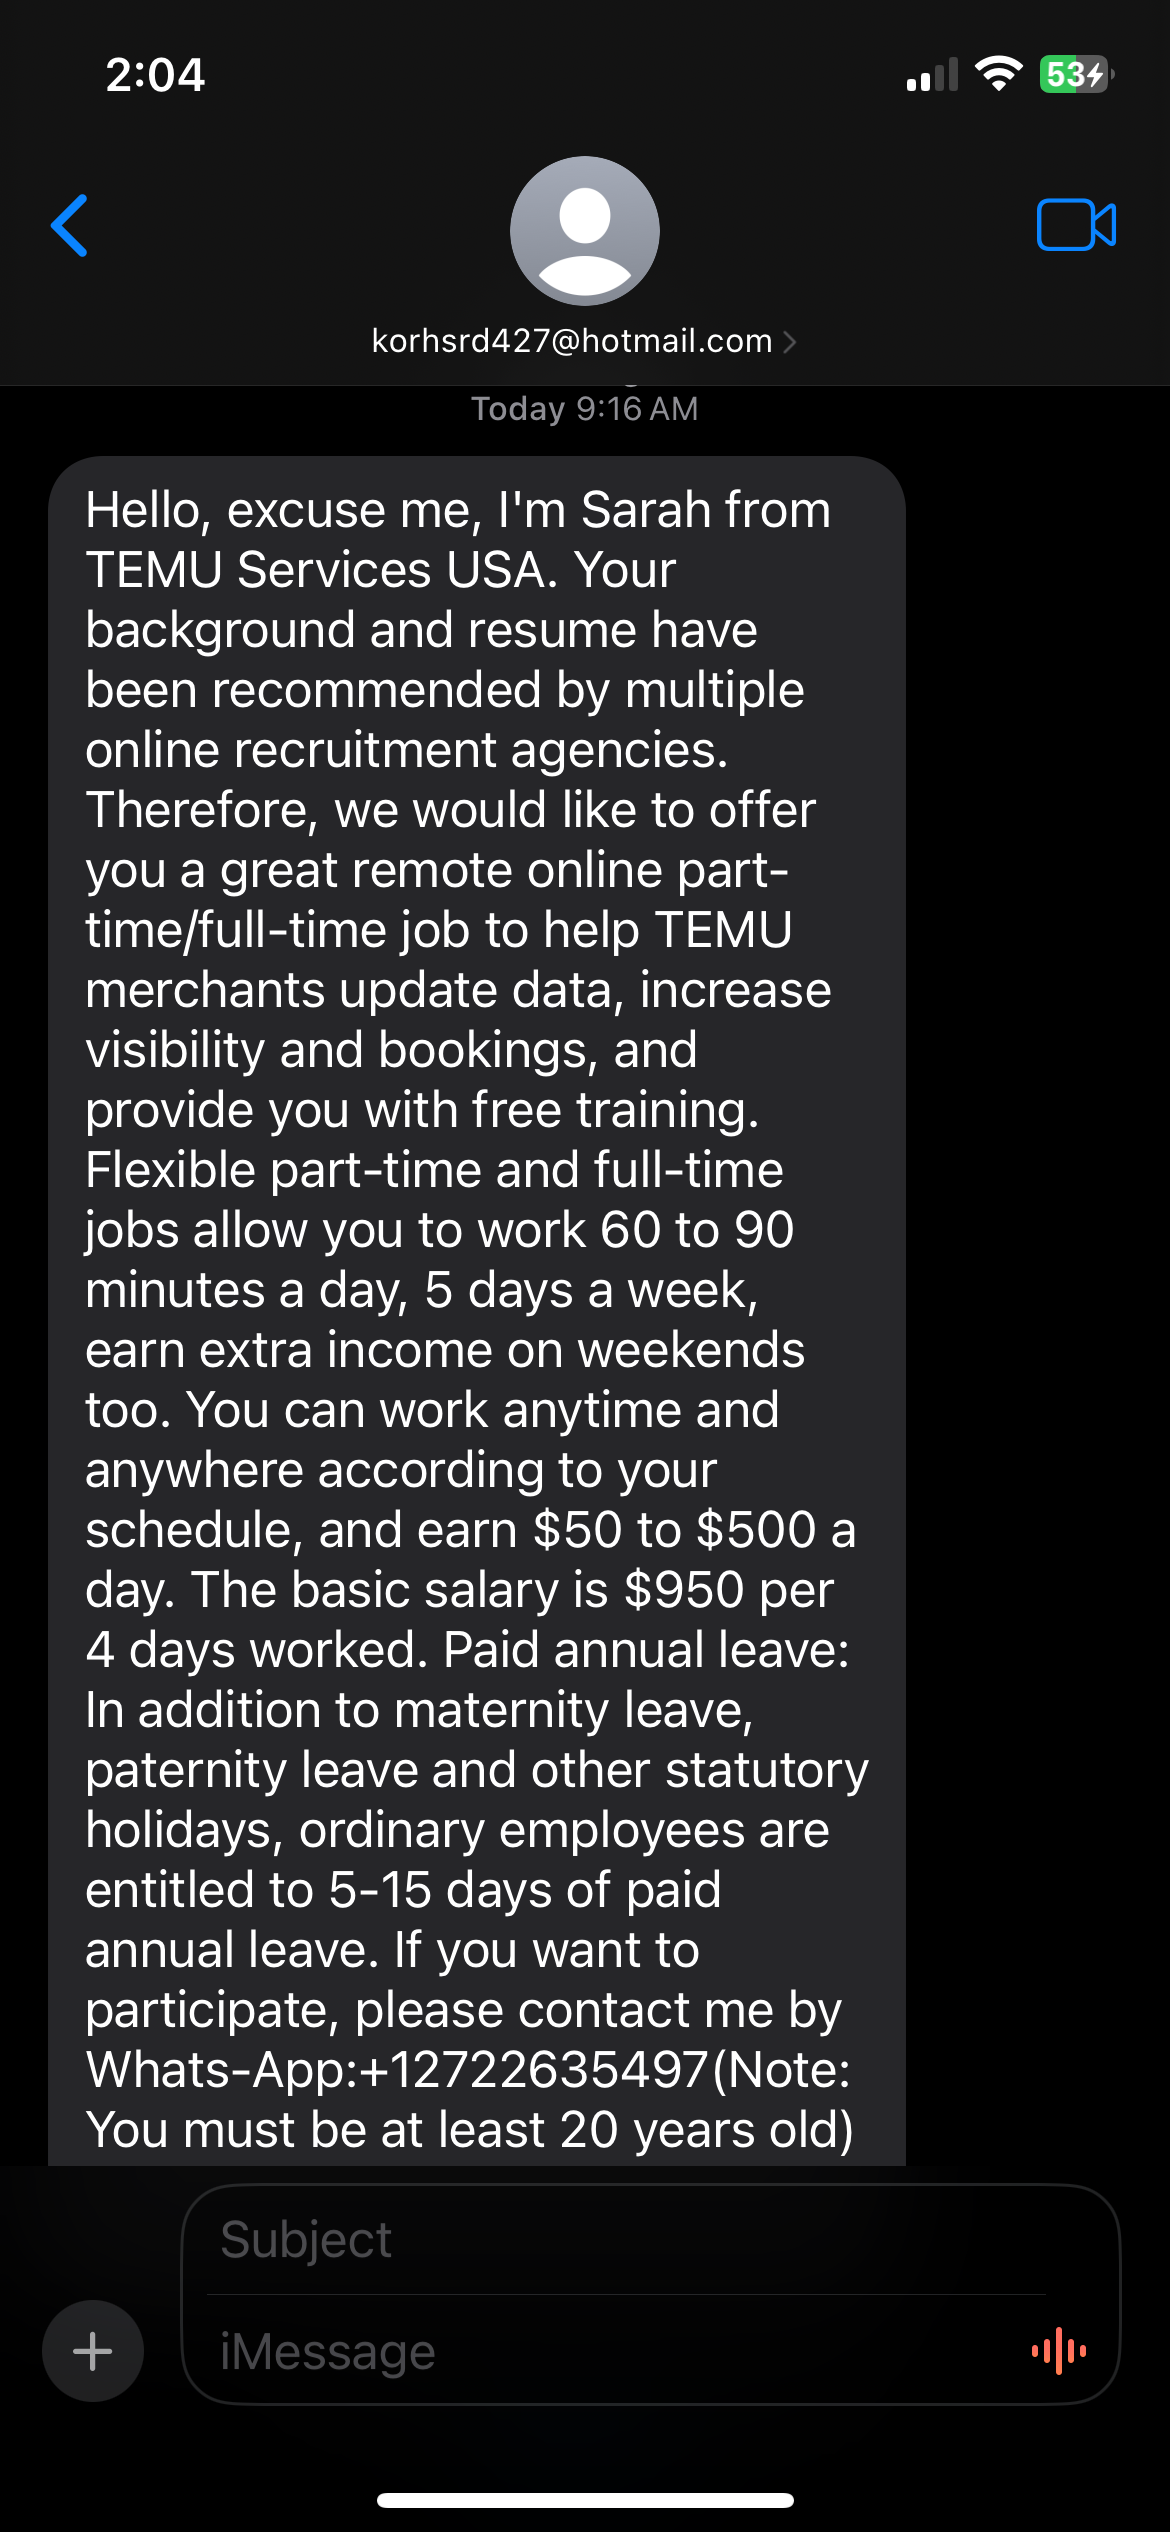 2:04
53
korhsrd427@hotmail.com
Today 9:16 AM
Hello, excuse me, I'm Sarah from
TEMU Services USA. Your
background and resume have
been recommended by multiple
online recruitment agencies.
Therefore, we would like to offer
you a great remote online part-
time/full-time job to help TEMU
merchants update data, increase
visibility and bookings, and
provide you with free training.
Flexible part-time and full-time
jobs allow you to work 60 to 90
minutes a day, 5 days a week,
earn extra income on weekends
too. You can work anytime and
anywhere according to your
schedule, and earn $50 to $500 a
day. The basic salary is $950 per
4 days worked. Paid annual leave:
In addition to maternity leave,
paternity leave and other statutory
holidays, ordinary employees are
entitled to 5-15 days of paid
annual leave. If you want to
participate, please contact me by
Whats-App:+12722635497(Note:
You must be at least 20 years old)
Subject
iMessage